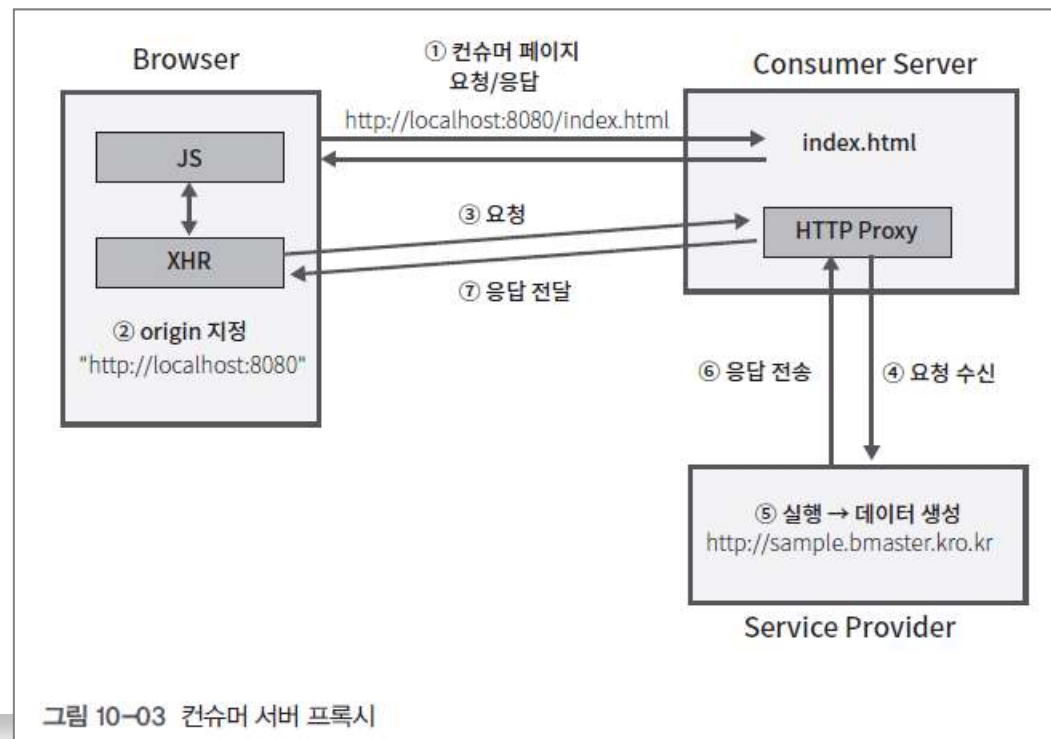 Browser
① 컨슈머 페이지
요청/응답
http://localhost:8080/index.html
Consumer Server
JS
XHR
② origin 지정
"http://localhost:8080"
③ 요청
⑦ 응답 전달
index.html
HTTP Proxy
⑥ 응답 전송
④ 요청 수신
⑤ 실행 → 데이터 생성
http://sample.bmaster.kro.kr
Service Provider
그림 10-03 컨슈머 서버 프록시